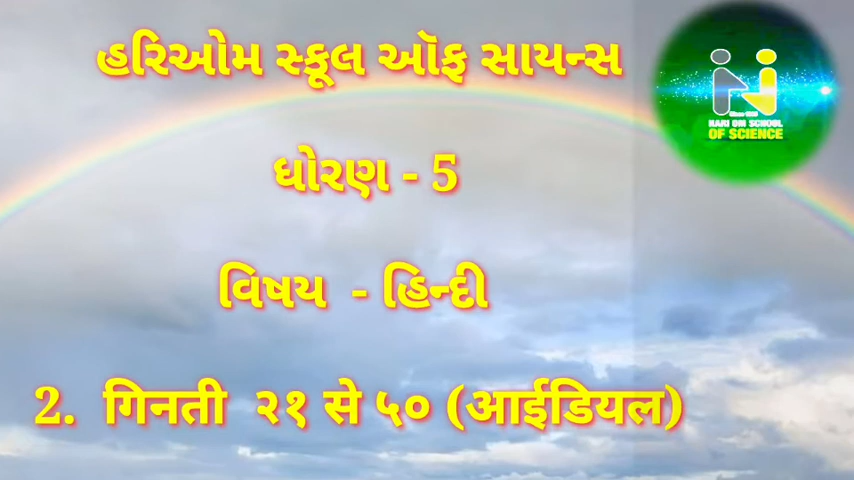 હરિઓમ સ્કૂલ ઑફ સાયન્સ
HARI OM SCHOOL
OF SCIENCE
ધોરણ - 5
વિષય - હિન્દી
2. गिनती २१ से ५० (आईडियल)